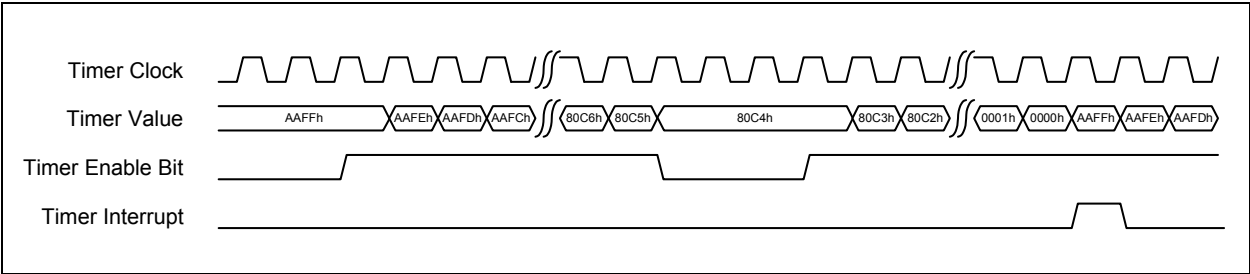 Timer Clock
Timer Value AAFFh AAFEh AAFDh AAFCh 80C6h 80C5h 80C4h 80C3h 80C2h 0001h 0000h AAFFh AAFEh AAFDh
Timer Enable Bit
Timer Interrupt